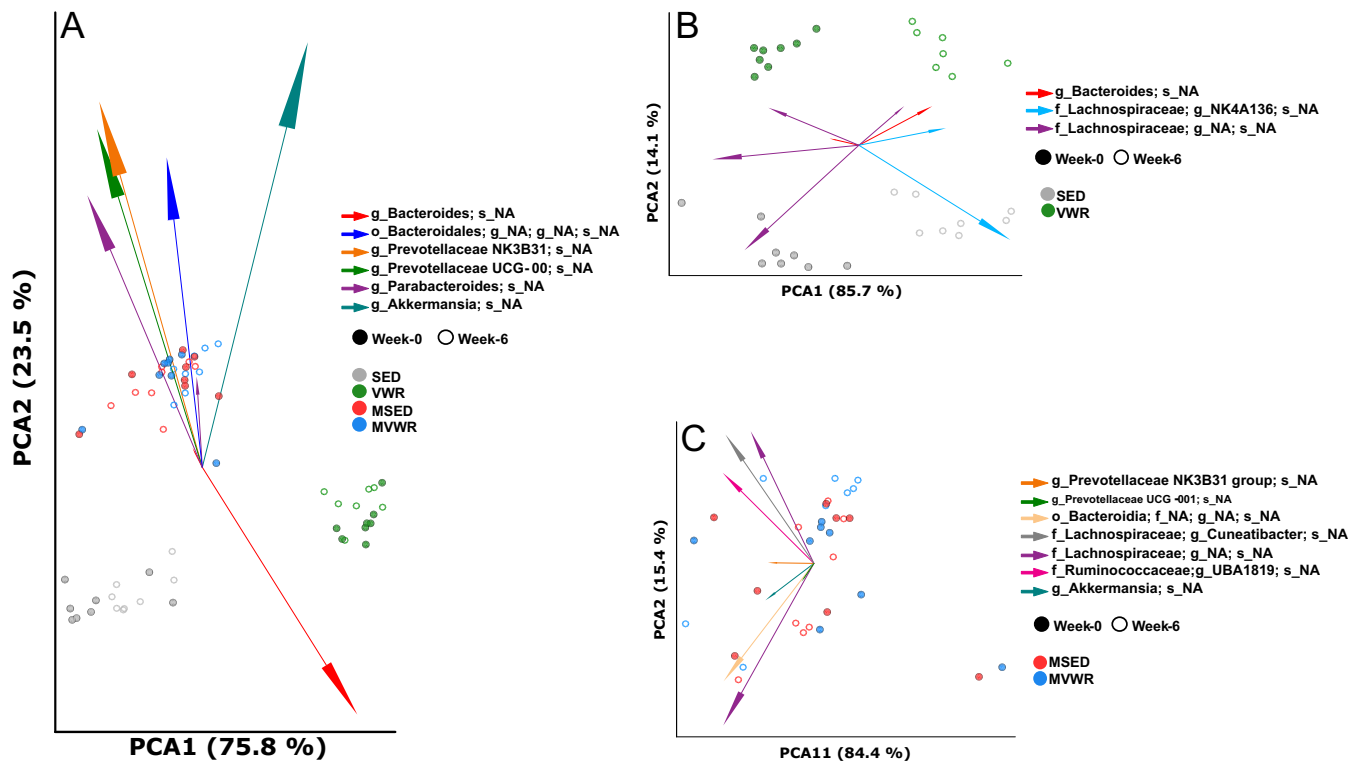 A
PCA2 (23.5 %)
PCA1 (75.8 %)
g_Bacteroides; s_NA
o_Bacteroidales; g_NA; g_NA; s_NA
g_Prevotellaceae NK3B31; s_NA
g_Prevotellaceae UCG-00; s_NA
g_Parabacteroides; s_NA
g_Akkermansia; s_NA
Week-0 Week-6
SED
VWR
MSED
MVWR
B
PCA2 (14.1 %)
PCA1 (85.7 %)
g_Bacteroides; s_NA
f_Lachnospiraceae; g_NK4A136; s_NA
f_Lachnospiraceae; g_NA; s_NA
Week-0 Week-6
SED
VWR
C
PCA2 (15.4 %)
PCA11 (84.4 %)
g_Prevotellaceae NK3B31 group; s_NA
g_Prevotellaceae UCG -001; s_NA
o_Bacteroidia; f_NA; g_NA; s_NA
f_Lachnospiraceae; g_Cuneatibacter; s_NA
f_Lachnospiraceae; g_NA; s_NA
f_Ruminococcaceae;g_UBA1819; s_NA
g_Akkermansia; s_NA
Week-0 Week-6
MSED
MVWR